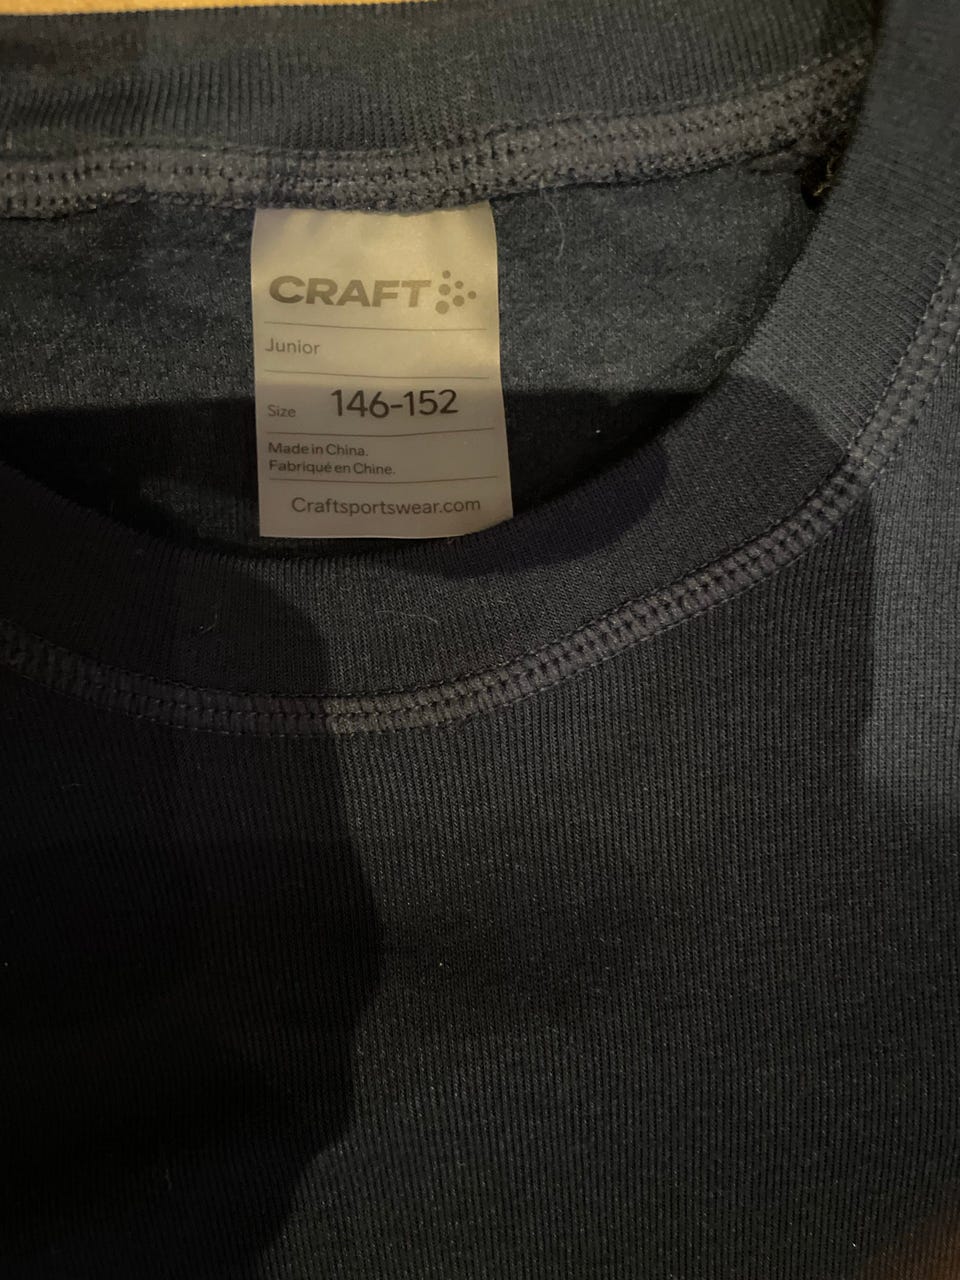 CRAFT
Junior
Size 146-152
Made in China.
Fabriqué en Chine.
Craftsportswear.com